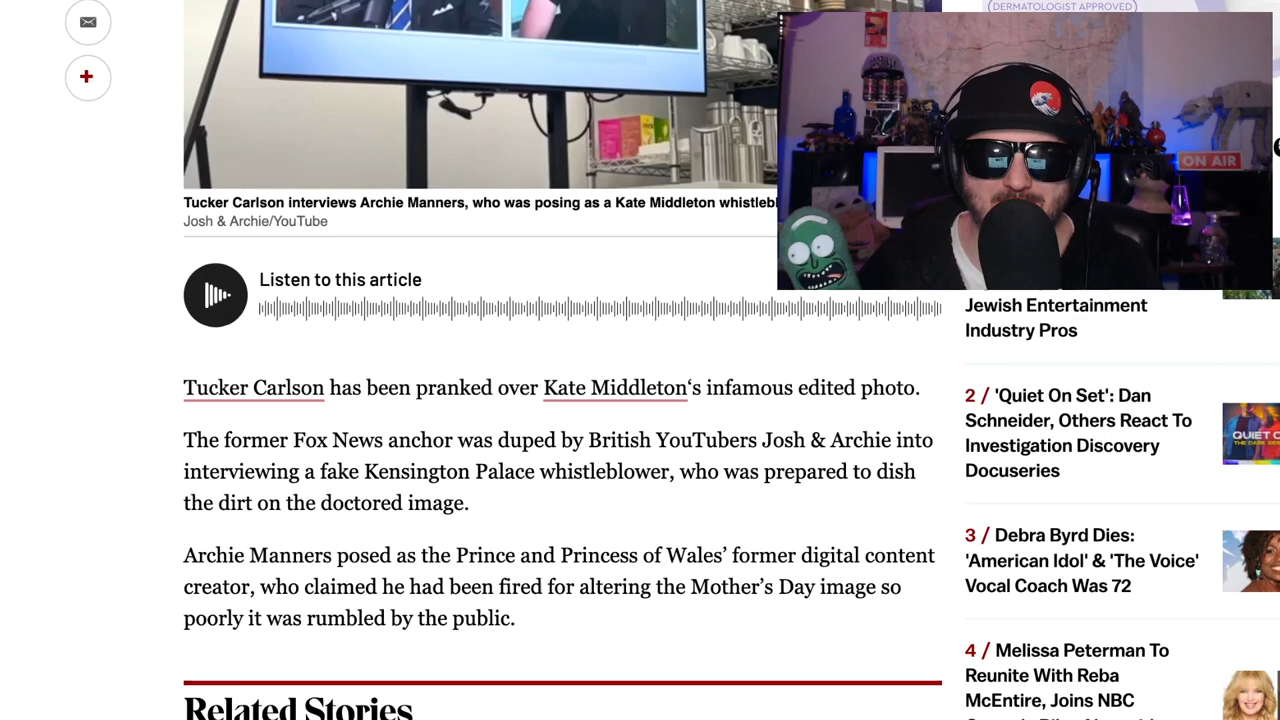 DERMATOLOGIST APPROVED
ON AIR
Tucker Carlson interviews Archie Manners, who was posing as a Kate Middleton
Josh & Archie/YouTube
Listen to this article
Tucker Carlson has been pranked over Kate Middleton‘s infamous edited photo.
The former Fox News anchor was duped by British YouTubers Josh & Archie into
interviewing a fake Kensington Palace whistleblower, who was prepared to dish
the dirt on the doctored image.
Archie Manners posed as the Prince and Princess of Wales’ former digital content
creator, who claimed he had been fired for altering the Mother’s Day image so
poorly it was rumbled by the public.
Related Stories
Jewish Entertainment
Industry Pros
2 / 'Quiet On Set': Dan
Schneider, Others React To
Investigation Discovery
Docuseries
QUIET
3 / Debra Byrd Dies:
'American Idol' & 'The Voice'
Vocal Coach Was 72
4 / Melissa Peterman To
Reunite With Reba
McEntire, Joins NBC